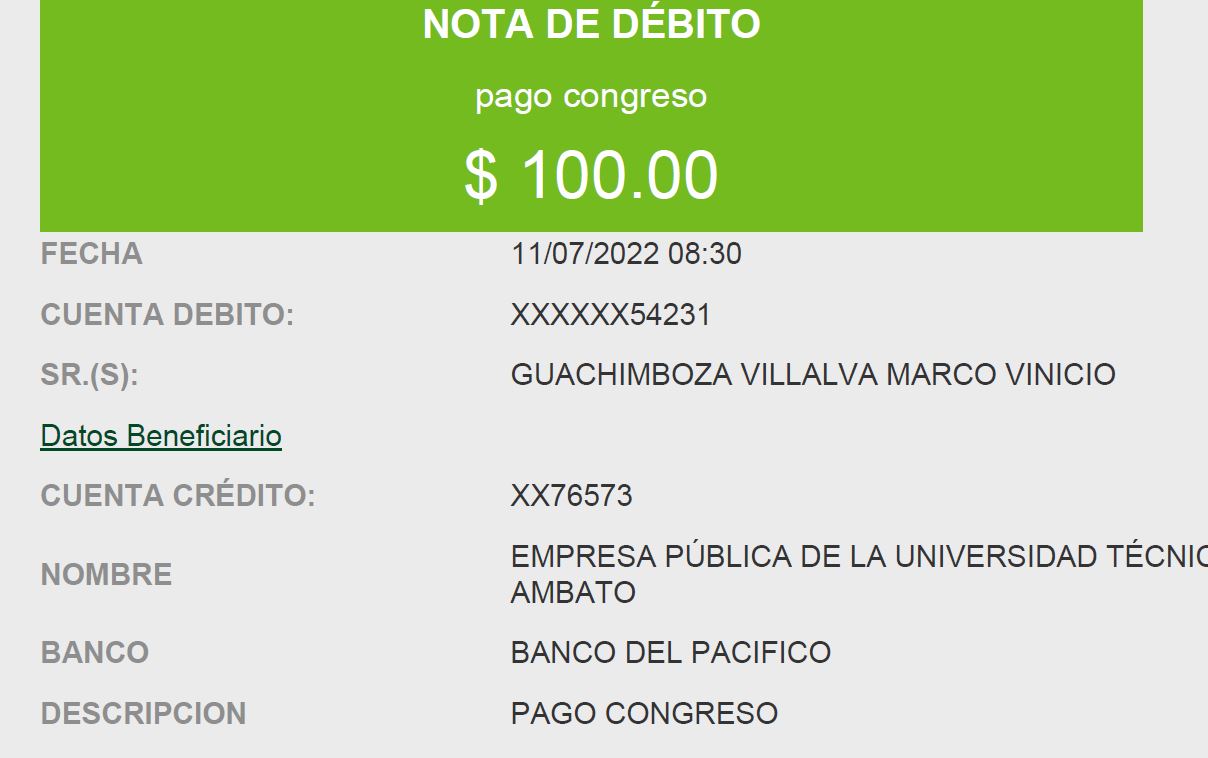 NOTA DE DÉBITO
pago congreso
$ 100.00
FECHA 11/07/2022 08:30
CUENTA DEBITO: XXXXXX54231
SR.(S): GUACHIMBOZA VILLALVA MARCO VINICIO
Datos Beneficiario
CUENTA CRÉDITO: XX76573
NOMBRE EMPRESA PÚBLICA DE LA UNIVERSIDAD
AMBATO
BANCO BANCO DEL PACIFICO
DESCRIPCION PAGO CONGRESO